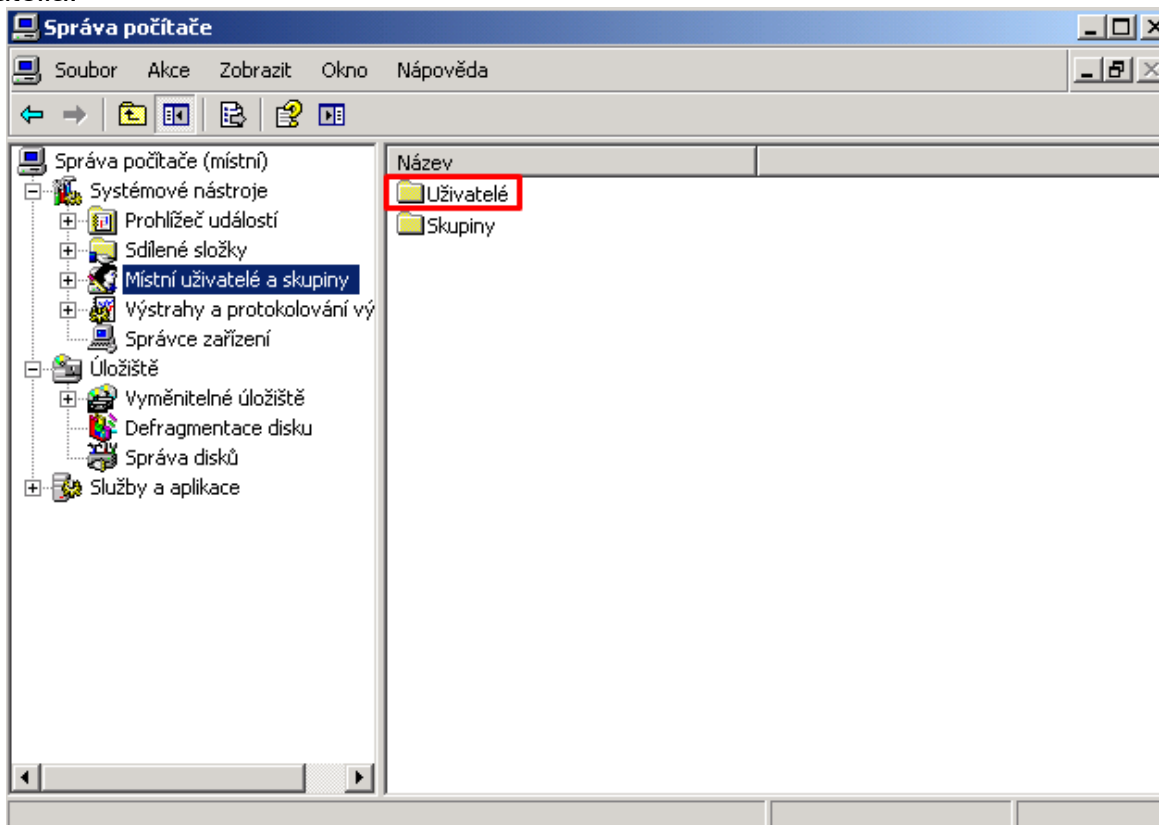 Správa počítače
Soubor Akce Zobrazit Okno Nápověda
Správa počítače (místní)
Systémové nástroje
Prohlížeč událostí
Sdílené složky
Místní uživatelé a skupiny
Výstrahy a protokolování vý
Správce zařízení
Úložiště
Vyměnitelné úložiště
Defragmentace disku
Správa disků
Služby a aplikace
Název
Uživatelé
Skupiny